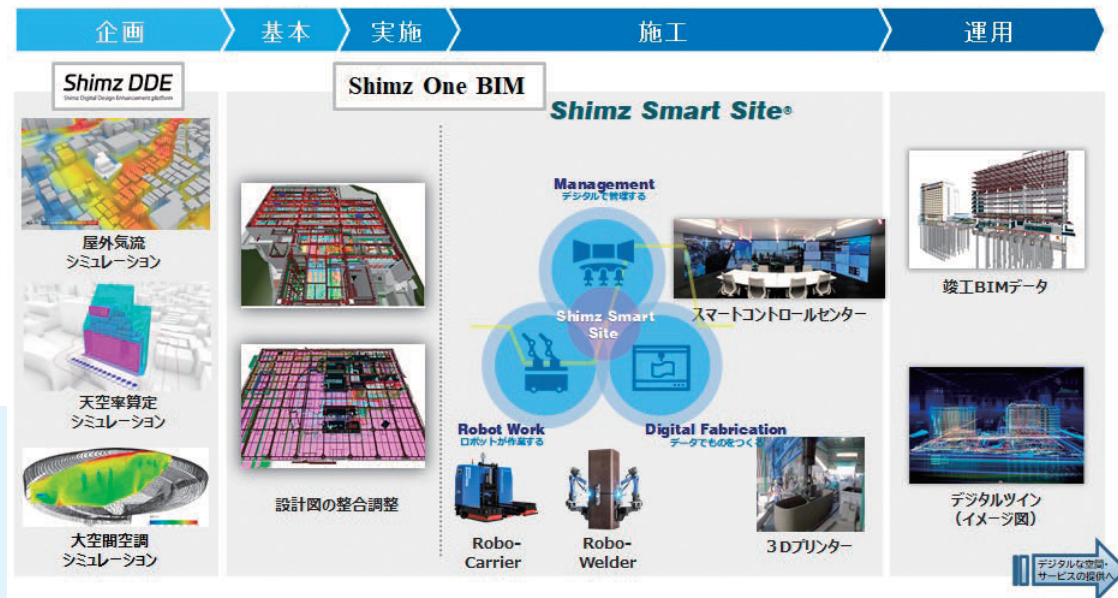 企画
基本
実施
施工
運用
Shimz DDE
Shimz Digital Design Enhancement platform
Shimz One BIM
Shimz Smart Site®
屋外気流
シミュレーション
天空率算定
シミュレーション
大空間空調
シミュレーション
設計図の整合調整
Management
デジタルで管理する
Shimz Smart
Site
スマートコントロールセンター
Robot Work
ロボットが作業する
Digital Fabrication
データでものをつくる
Robo-
Carrier
Robo-
Welder
3Dプリンター
竣工BIMデータ
デジタルツイン
(イメージ図)
デジタルな空間・
サービスの提供へ